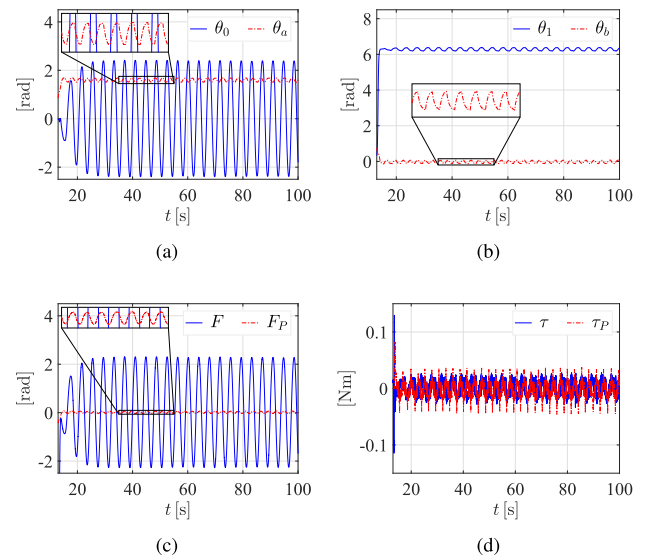 4
2
0
-2
[rad]
θ0 θa
20 40 60 80 100
t [s]
(a)
8
6
4
2
0
[rad]
θ1 θb
20 40 60 80 100
t [s]
(b)
4
2
0
-2
[rad]
F FP
20 40 60 80 100
t [s]
(c)
0.1
0
-0.1
[Nm]
τ τP
20 40 60 80 100
t [s]
(d)